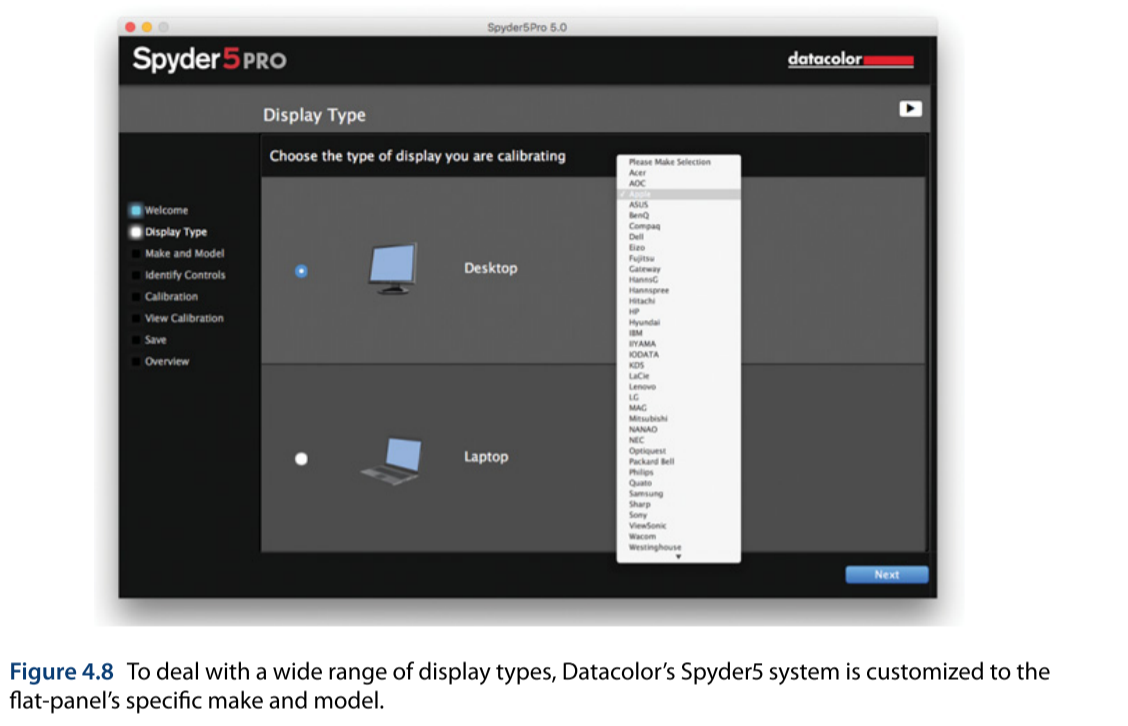 Spyder5Pro 5.0
Spyder5PRO
datacolor
Display Type
Choose the type of display you are calibrating
Welcome
Display Type
Make and Model
Identify Controls
Calibration
View Calibration
Save
Overview
Desktop
Laptop
Please Make Selection
Acer
AOC
✓ Apple
ASUS
BenQ
Compaq
Dell
Eizo
Fujitsu
Gateway
HannsG
Hannspree
Hitachi
HP
Hyundai
IBM
IIYAMA
IODATA
KDS
LaCie
Lenovo
LG
MAG
Mitsubishi
NANAO
NEC
Optiquest
Packard Bell
Philips
Quato
Samsung
Sharp
Sony
ViewSonic
Wacom
Westinghouse
Next
Figure 4.8 To deal with a wide range of display types, Datacolor’s Spyder5 system is customized to the
flat-panel’s specific make and model.